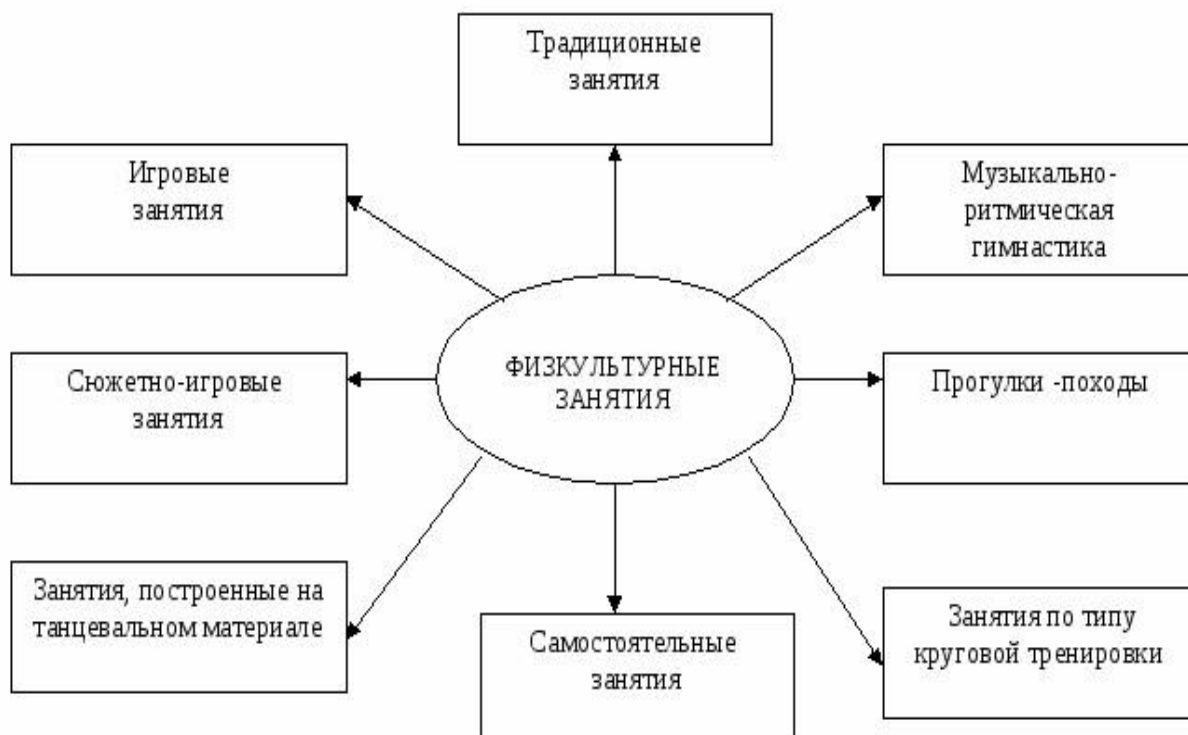 Традиционные
занятия
Игровые
занятия
Музыкально-
ритмическая
гимнастика
Сюжетно-игровые
занятия
ФИЗКУЛЬТУРНЫЕ
ЗАНЯТИЯ
Прогулки -походы
Занятия, построенные на
танцевальном материале
Самостоятельные
занятия
Занятия по типу
круговой тренировки